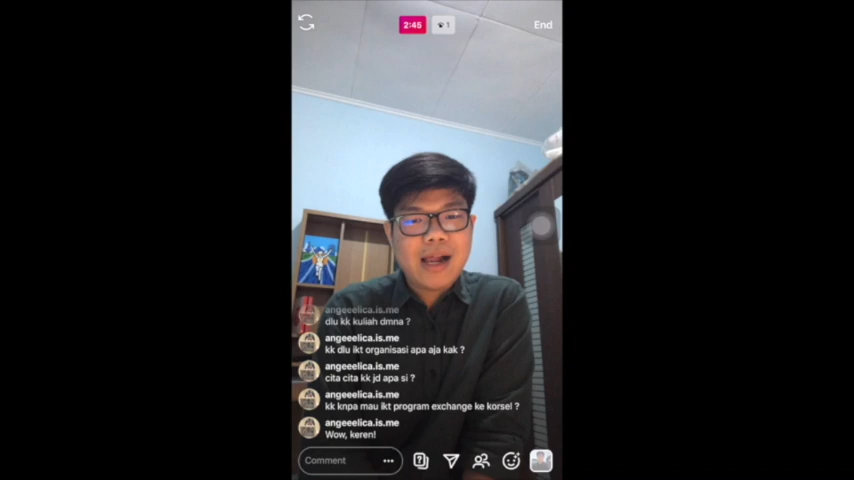 2:45
1
End
angeeelica.is.me
dlu kk kuliah dmna ?
angeeelica.is.me
kk dlu ikt organisasi apa aja kak ?
angeeelica.is.me
cita cita kk jd apa si ?
angeeelica.is.me
kk knpa mau ikt program exchange ke korsel ?
angeeelica.is.me
Wow, keren!
Comment